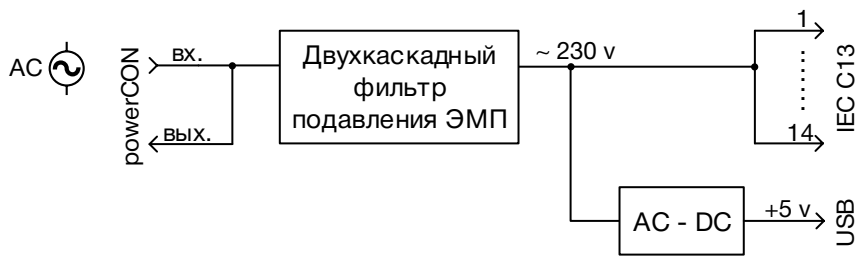 AC
powerCON
вх.
вых.
Двухкаскадный
фильтр
подавления ЭМП
~ 230 v
1
14
IEC C13
AC - DC
+5 v
USB